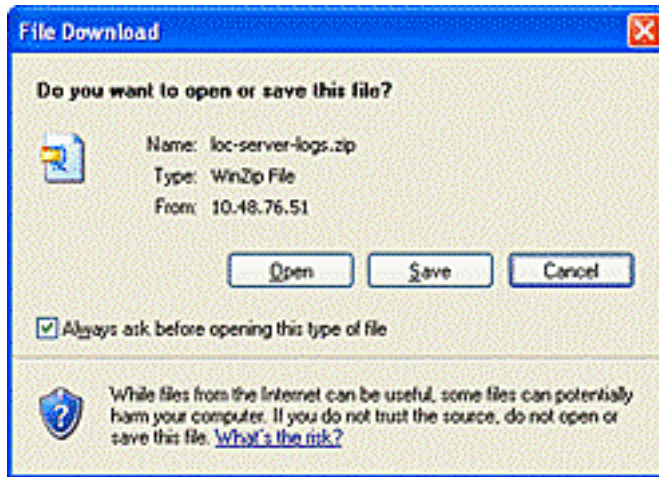 File Download
Do you want to open or save this file?
Name: loc-server-logs.zip
Type: WinZip File
From: 10.48.76.51
Open Save Cancel
Always ask before opening this type of file
While files from the Internet can be useful, some files can potentially
harm your computer. If you do not trust the source, do not open or
save this file. What's the risk?